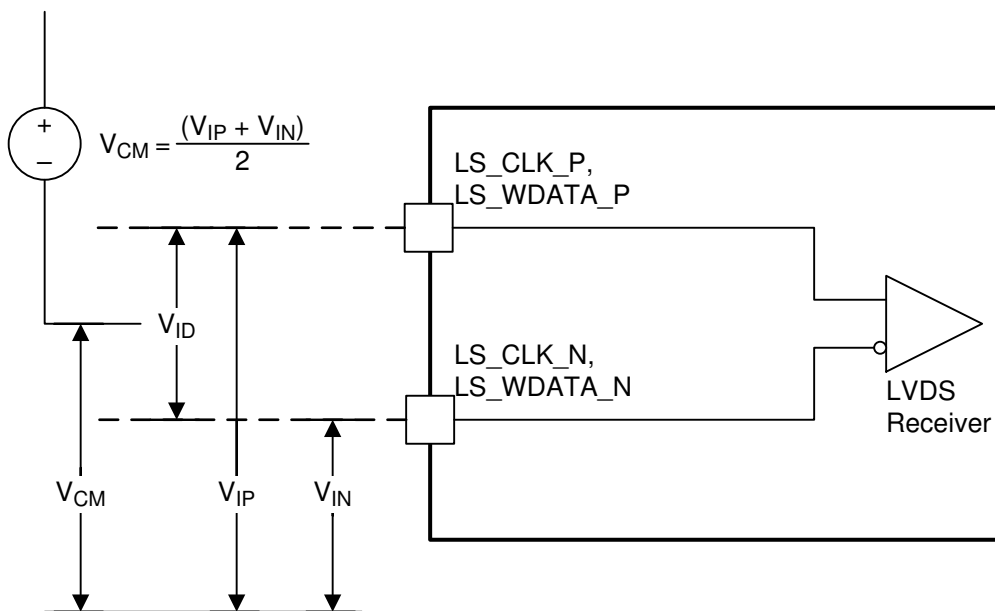 +
−
V_CM = (V_IP + V_IN) / 2
LS_CLK_P,
LS_WDATA_P
V_ID
LS_CLK_N,
LS_WDATA_N
LVDS
Receiver
V_CM
V_IP
V_IN